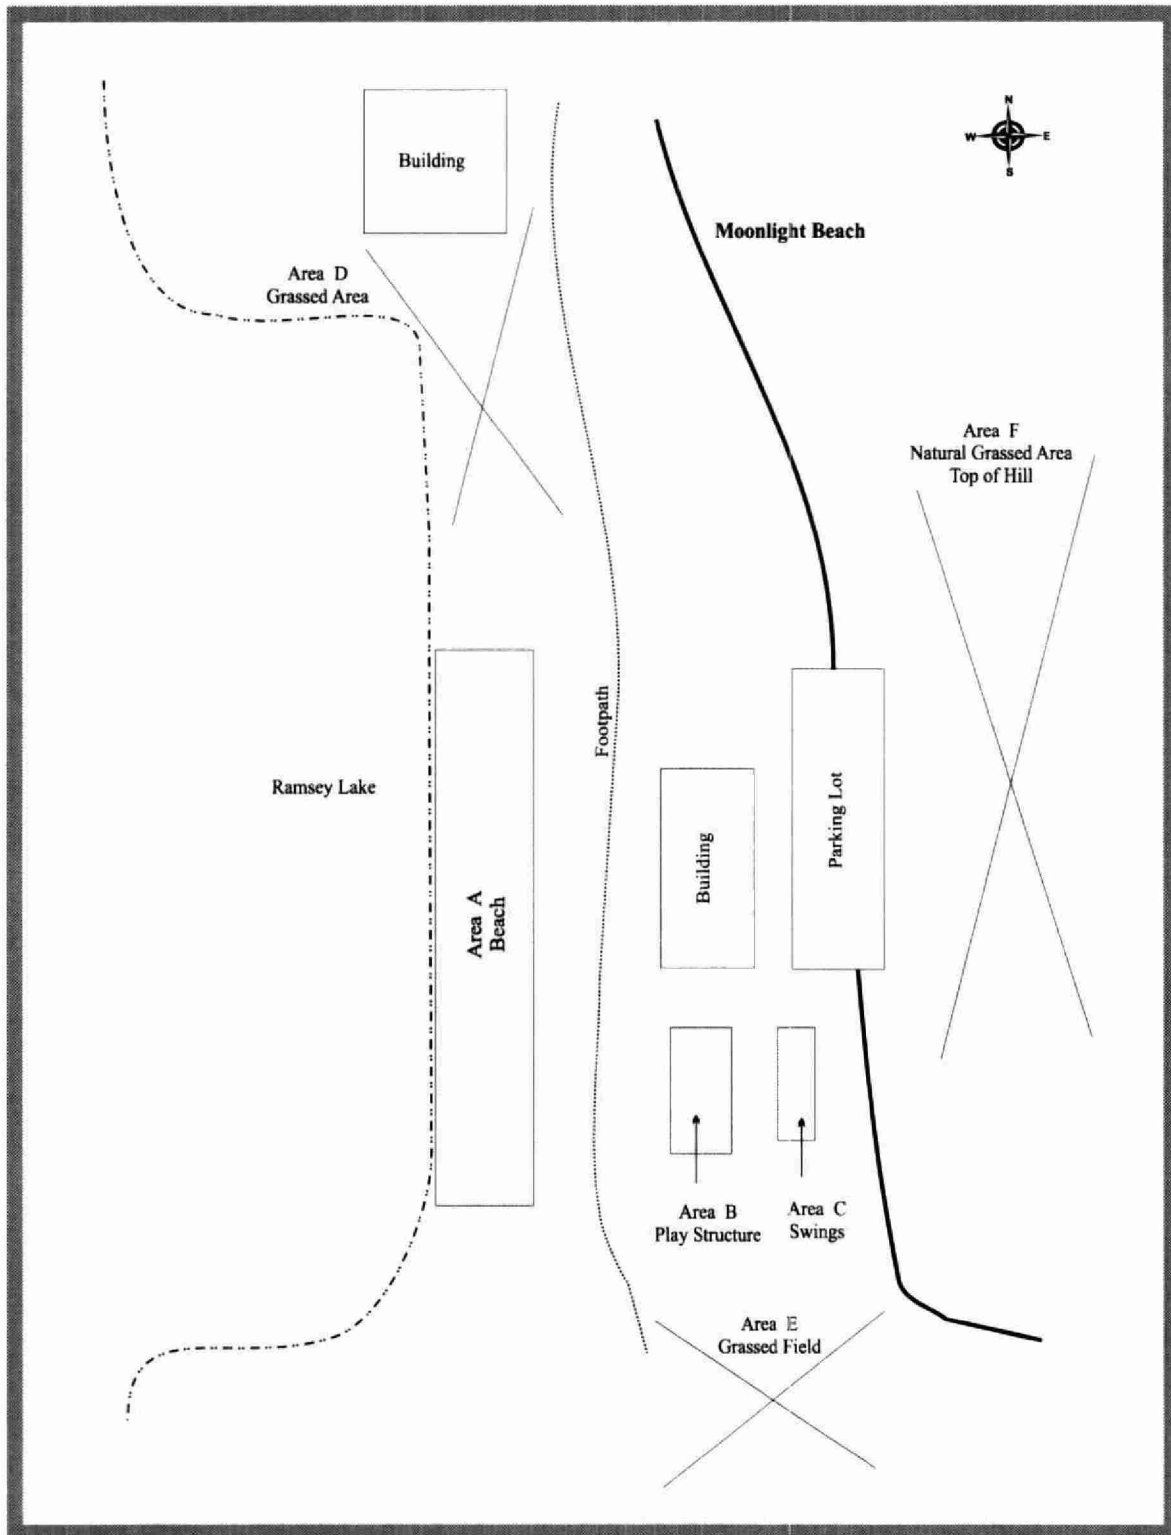 N
W E
S
Building
Moonlight Beach
Area D
Grassed Area
Area F
Natural Grassed Area
Top of Hill
Footpath
Ramsey Lake
Parking Lot
Building
Area A
Beach
Area B
Play Structure
Area C
Swings
Area E
Grassed Field